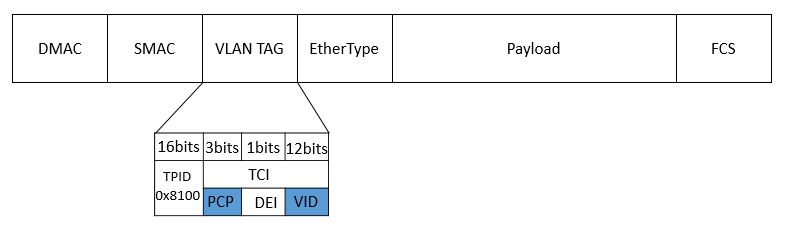 DMAC SMAC VLAN TAG EtherType Payload FCS
16bits 3bits 1bits 12bits
TPID
0x8100
TCI
PCP DEI VID